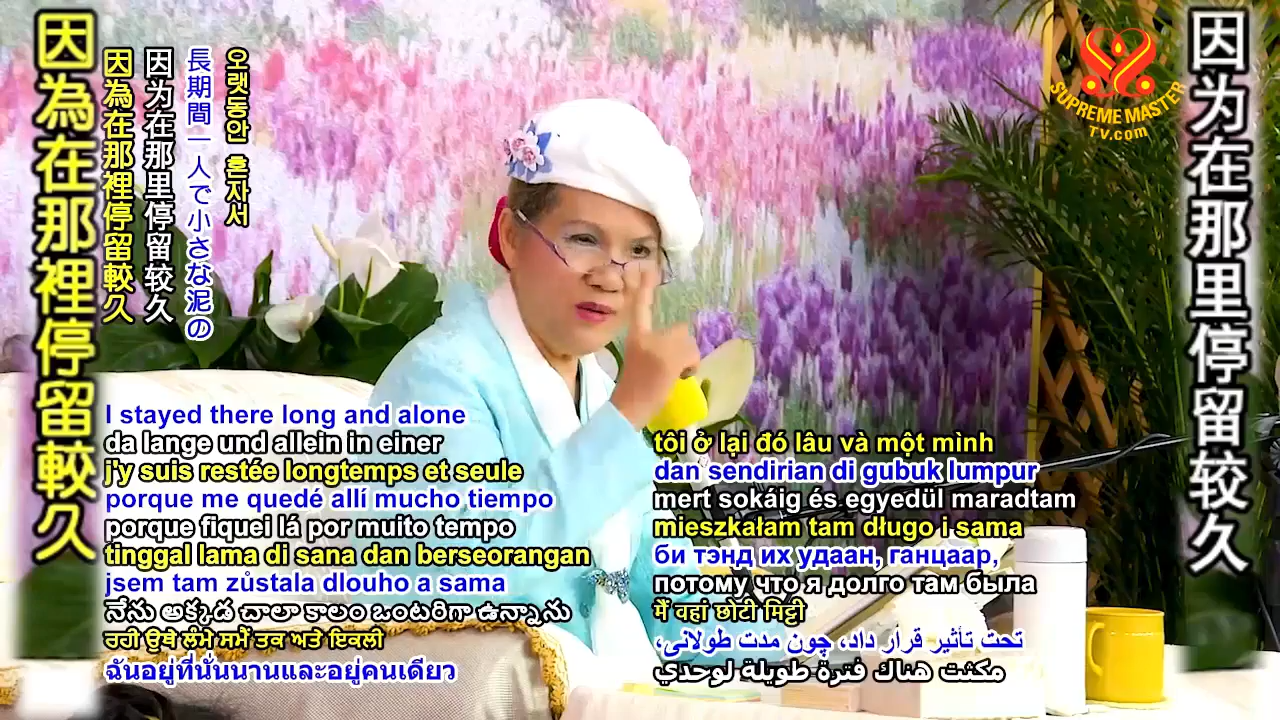 因為在那裡停留較久
因為在那裡停留較久
因为在那里停留较久
長期間一人で小さな泥の
오랫동안 혼자서
SUPREME MASTER
TV.com
因为在那里停留较久
I stayed there long and alone
da lange und allein in einer
j'y suis restée longtemps et seule
porque me quedé allí mucho tiempo
porque fiquei lá por muito tempo
tinggal lama di sana dan berseorangan
jsem tam zůstala dlouho a sama
నేను అక్కడ చాలా కాలం ఒంటరిగా ఉన్నాను
ਰਹੀ ਉਥੇ ਲੰਮੇ ਸਮੇਂ ਤਕ ਅਤੇ ਇਕਲੀ
ฉันอยู่ที่นั่นนานและอยู่คนเดียว
tôi ở lại đó lâu và một mình
dan sendirian di gubuk lumpur
mert sokáig és egyedül maradtam
mieszkałam tam długo i sama
би тэнд их удаан, ганцаар,
потому что я долго там была
मैं वहां छोटी मिट्टी
تحت تأثیر قرار داد، چون مدت طولانی،
مكثت هناك فترة طويلة لوحدي